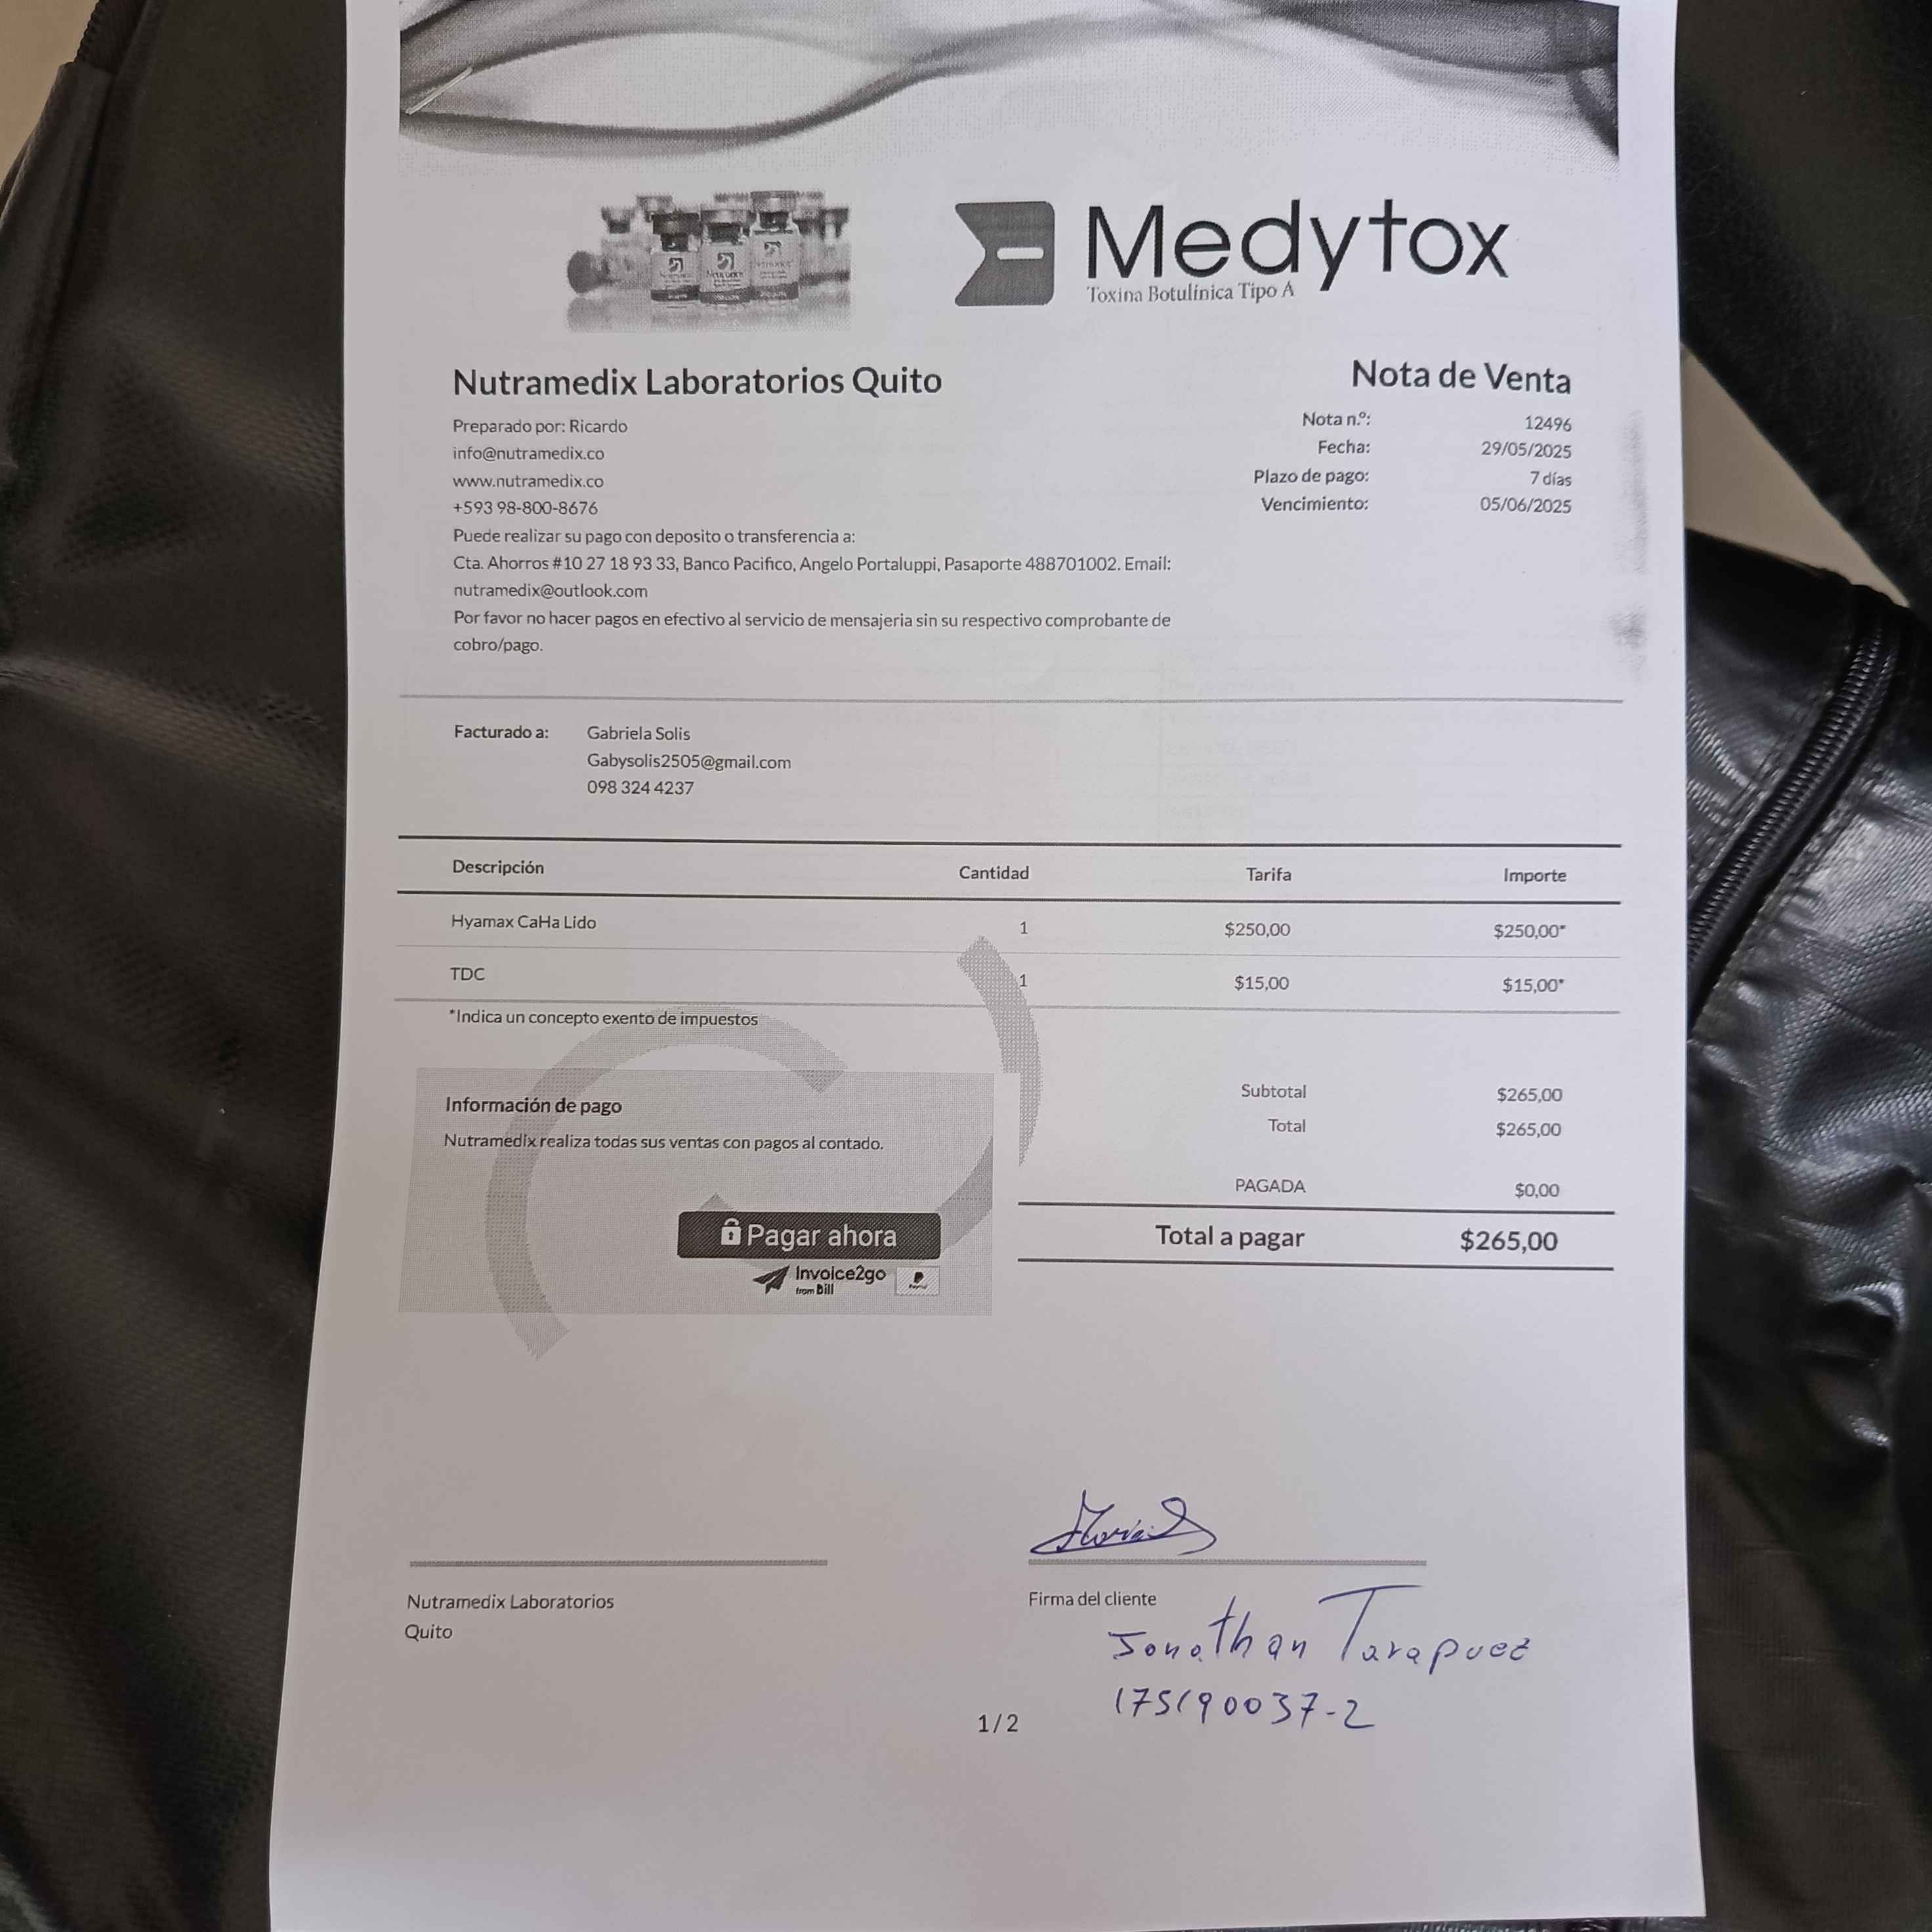 Medytox
Toxina Botulínica Tipo A
Nutramedix Laboratorios Quito
Preparado por: Ricardo
info@nutramedix.co
www.nutramedix.co
+593 98-800-8676
Puede realizar su pago con deposito o transferencia a:
Cta. Ahorros #10 27 18 93 33, Banco Pacifico, Angelo Portaluppi, Pasaporte 488701002. Email:
nutramedix@outlook.com
Por favor no hacer pagos en efectivo al servicio de mensajeria sin su respectivo comprobante de
cobro/pago.
Nota de Venta
Nota n.º: 12496
Fecha: 29/05/2025
Plazo de pago: 7 días
Vencimiento: 05/06/2025
Facturado a: Gabriela Solis
Gabysolis2505@gmail.com
098 324 4237
Descripción Cantidad Tarifa Importe
Hyamax CaHa Lido 1 $250,00 $250,00*
TDC 1 $15,00 $15,00*
*Indica un concepto exento de impuestos
Información de pago
Nutramedix realiza todas sus ventas con pagos al contado.
Pagar ahora
Invoice2go
from Bill
Subtotal $265,00
Total $265,00
PAGADA $0,00
Total a pagar $265,00
Nutramedix Laboratorios
Quito
Firma del cliente
Jonathan Tarapuez
175190037-2
1/2